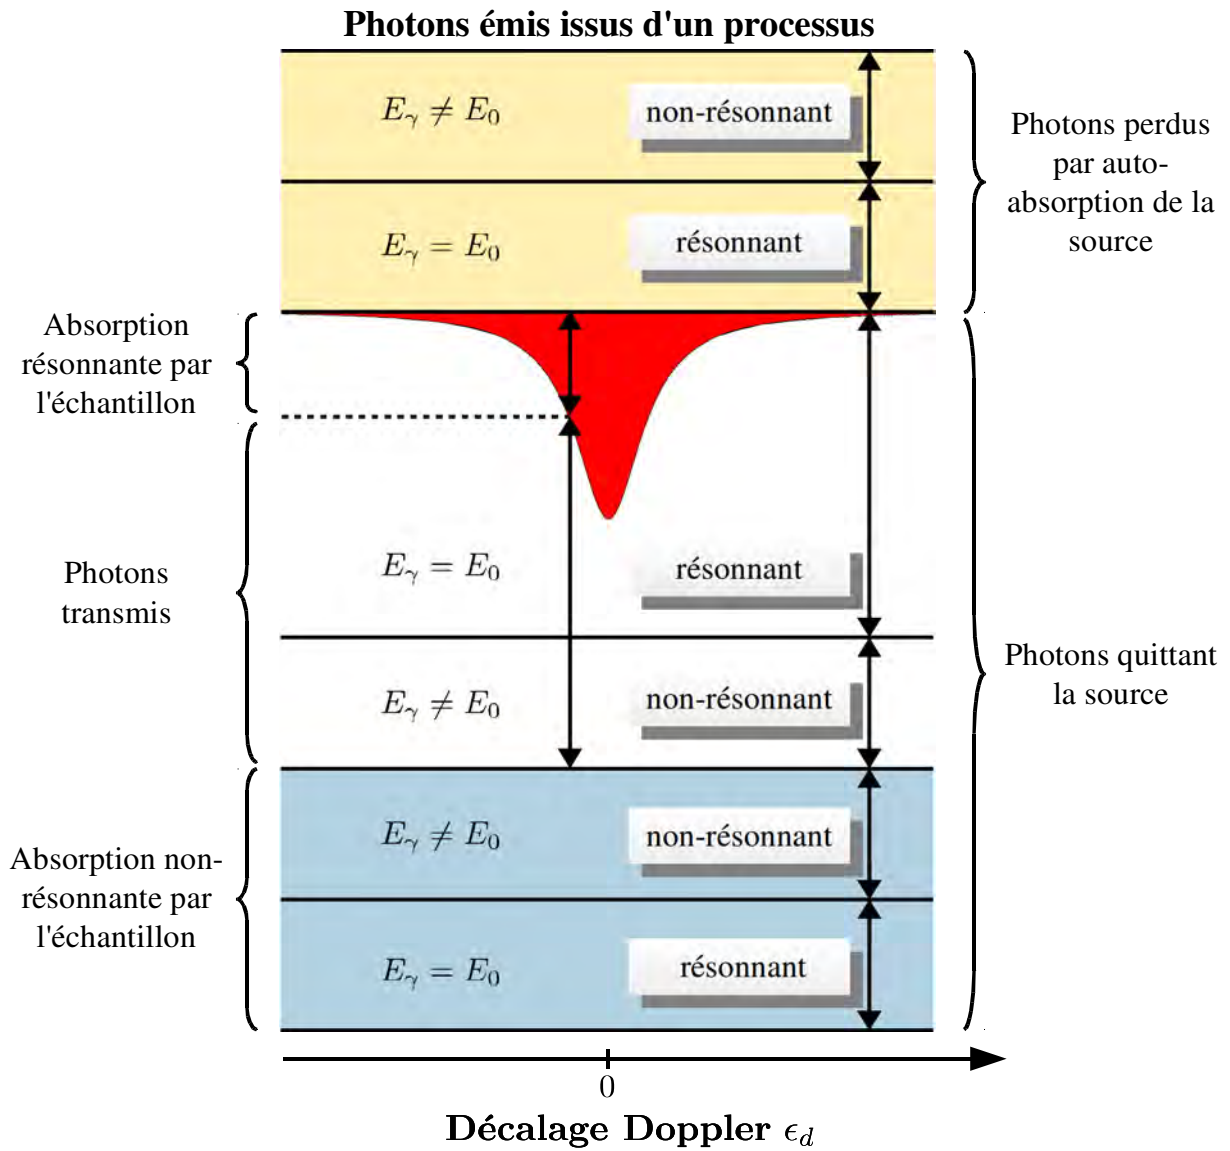 Photons émis issus d'un processus
E_γ ≠ E_0
non-résonnant
E_γ = E_0
résonnant
Photons perdus
par auto-
absorption de la
source
Absorption
résonnante par
l'échantillon
Photons
transmis
E_γ = E_0
résonnant
E_γ ≠ E_0
non-résonnant
Photons quittant
la source
Absorption non-
résonnante par
l'échantillon
E_γ ≠ E_0
non-résonnant
E_γ = E_0
résonnant
0
Décalage Doppler ϵ_d